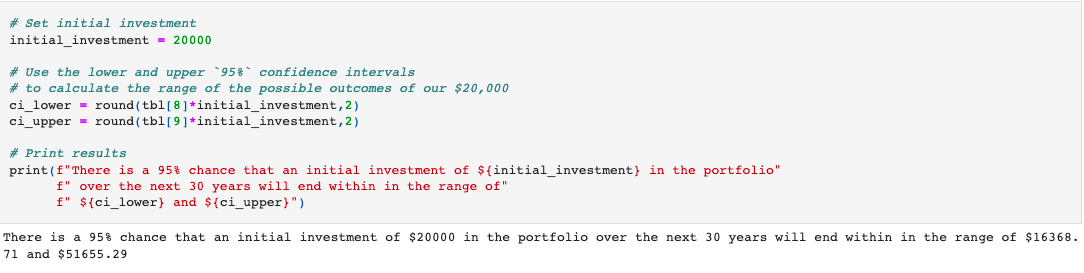 # Set initial investment
initial_investment = 20000
# Use the lower and upper `95%` confidence intervals
# to calculate the range of the possible outcomes of our $20,000
ci_lower = round(tbl[8]*initial_investment,2)
ci_upper = round(tbl[9]*initial_investment,2)
# Print results
print(f"There is a 95% chance that an initial investment of ${initial_investment} in the portfolio"
      f" over the next 30 years will end within in the range of"
      f" ${ci_lower} and ${ci_upper}")
There is a 95% chance that an initial investment of $20000 in the portfolio over the next 30 years will end within in the range of $16368.
71 and $51655.29